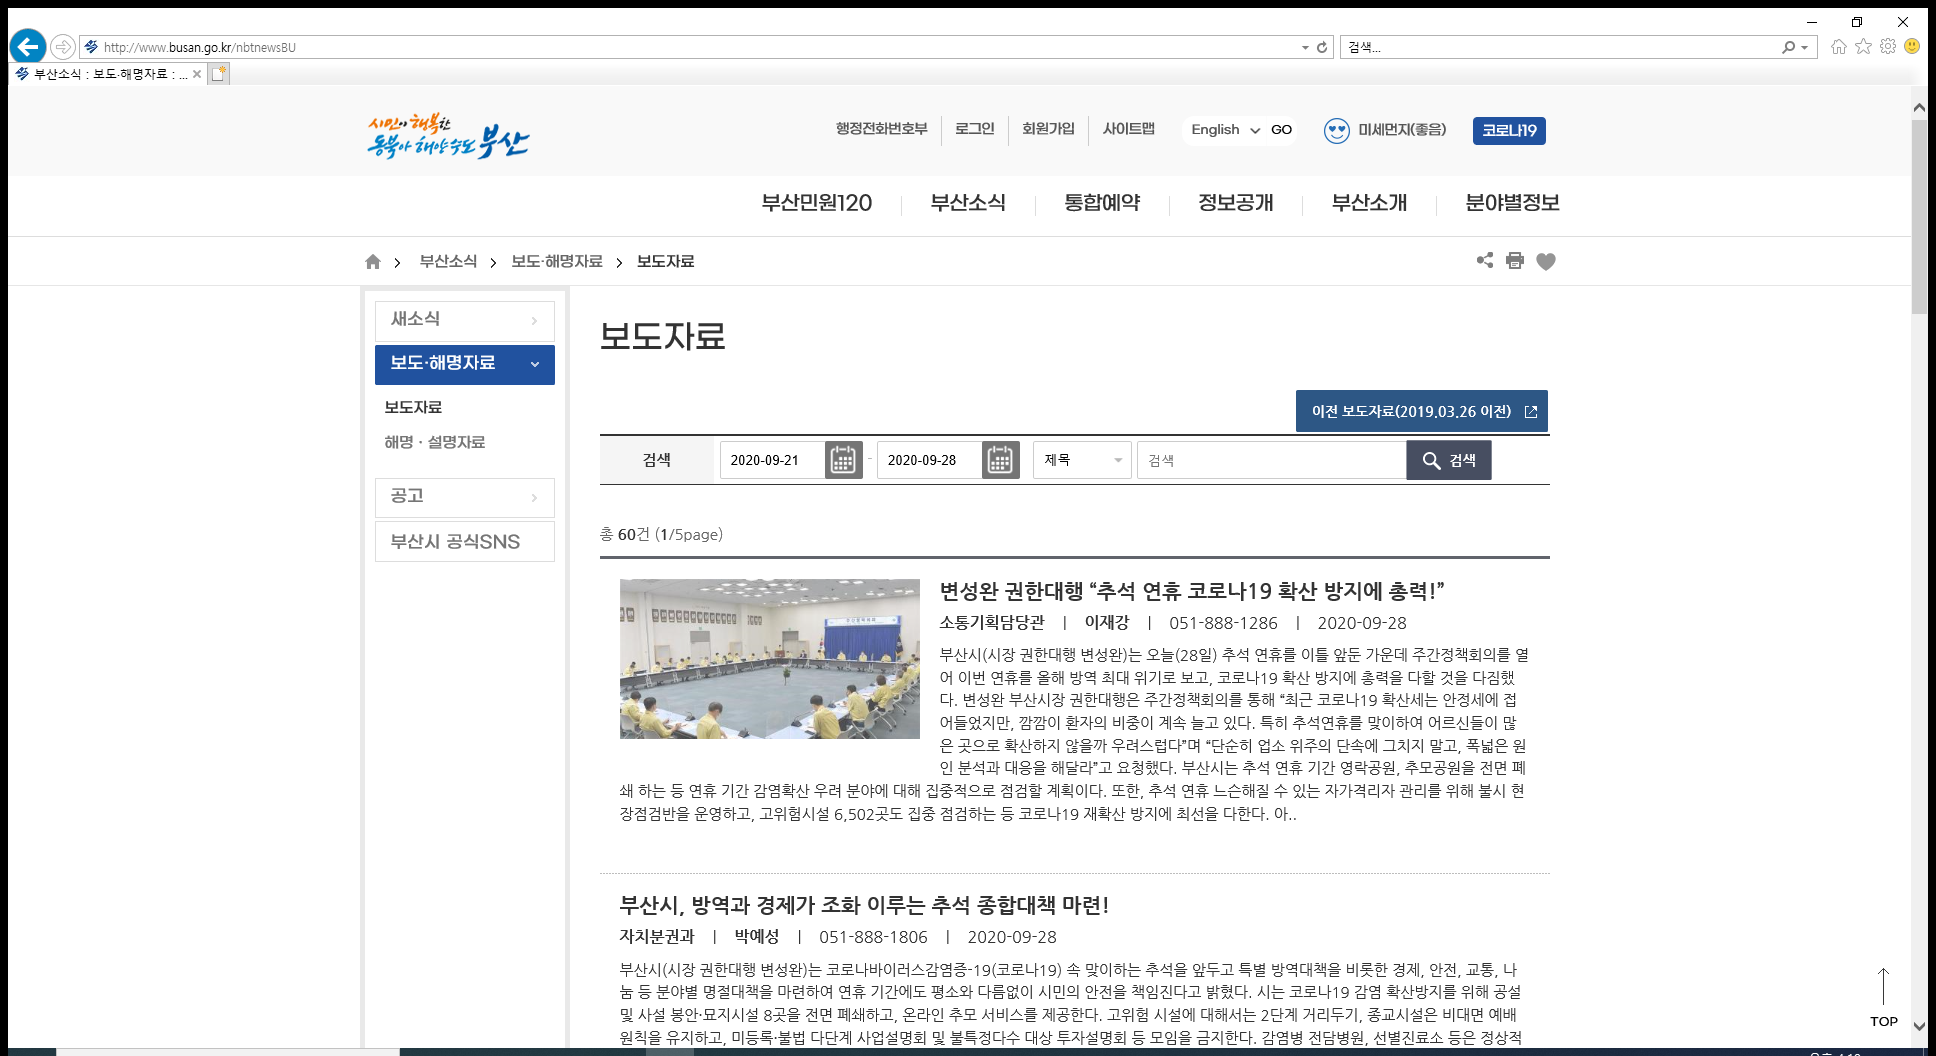 http://www.busan.go.kr/nbtnewsBU
검색...
부산소식 : 보도·해명자료 : ...
시민이 행복한
동북아 해양수도 부산
행정전화번호부 로그인 회원가입 사이트맵 English GO 미세먼지(좋음) 코로나19
부산민원120 부산소식 통합예약 정보공개 부산소개 분야별정보
부산소식 보도·해명자료 보도자료
새소식
보도·해명자료
보도자료
해명 · 설명자료
공고
부산시 공식SNS
보도자료
이전 보도자료(2019.03.26 이전)
검색 2020-09-21 - 2020-09-28 제목 검색 검색
총 60건 (1/5page)
변성완 권한대행 “추석 연휴 코로나19 확산 방지에 총력!”
소통기획담당관 | 이재강 | 051-888-1286 | 2020-09-28
부산시(시장 권한대행 변성완)는 오늘(28일) 추석 연휴를 이틀 앞둔 가운데 주간정책회의를 열
어 이번 연휴를 올해 방역 최대 위기로 보고, 코로나19 확산 방지에 총력을 다할 것을 다짐했
다. 변성완 부산시장 권한대행은 주간정책회의를 통해 “최근 코로나19 확산세는 안정세에 접
어들었지만, 깜깜이 환자의 비중이 계속 늘고 있다. 특히 추석연휴를 맞이하여 어르신들이 많
은 곳으로 확산하지 않을까 우려스럽다”며 “단순히 업소 위주의 단속에 그치지 말고, 폭넓은 원
인 분석과 대응을 해달라”고 요청했다. 부산시는 추석 연휴 기간 영락공원, 추모공원을 전면 폐
쇄 하는 등 연휴 기간 감염확산 우려 분야에 대해 집중적으로 점검할 계획이다. 또한, 추석 연휴 느슨해질 수 있는 자가격리자 관리를 위해 불시 현
장점검반을 운영하고, 고위험시설 6,502곳도 집중 점검하는 등 코로나19 재확산 방지에 최선을 다한다. 아..
부산시, 방역과 경제가 조화 이루는 추석 종합대책 마련!
자치분권과 | 박예성 | 051-888-1806 | 2020-09-28
부산시(시장 권한대행 변성완)는 코로나바이러스감염증-19(코로나19) 속 맞이하는 추석을 앞두고 특별 방역대책을 비롯한 경제, 안전, 교통, 나
눔 등 분야별 명절대책을 마련하여 연휴 기간에도 평소와 다름없이 시민의 안전을 책임진다고 밝혔다. 시는 코로나19 감염 확산방지를 위해 공설
및 사설 봉안·묘지시설 8곳을 전면 폐쇄하고, 온라인 추모 서비스를 제공한다. 고위험 시설에 대해서는 2단계 거리두기, 종교시설은 비대면 예배
원칙을 유지하고, 미등록·불법 다단계 사업설명회 및 불특정다수 대상 투자설명회 등 모임을 금지한다. 감염병 전담병원, 선별진료소 등은 정상적
TOP